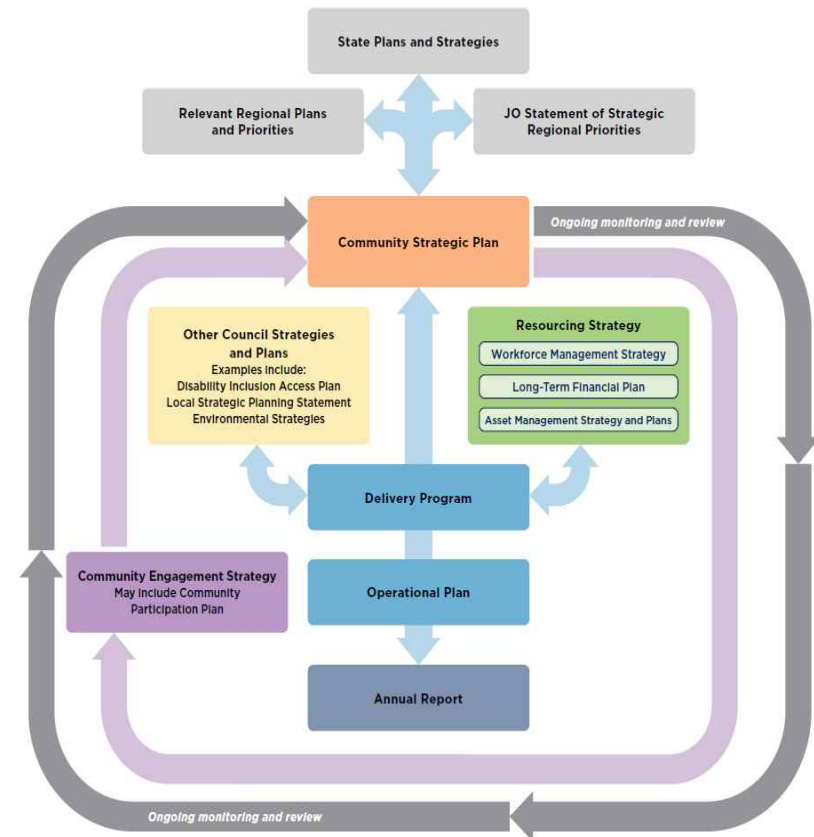 State Plans and Strategies
Relevant Regional Plans
and Priorities
JO Statement of Strategic
Regional Priorities
Community Strategic Plan
Ongoing monitoring and review
Other Council Strategies
and Plans
Examples include:
Disability Inclusion Access Plan
Local Strategic Planning Statement
Environmental Strategies
Resourcing Strategy
Workforce Management Strategy
Long-Term Financial Plan
Asset Management Strategy and Plans
Delivery Program
Community Engagement Strategy
May include Community
Participation Plan
Operational Plan
Annual Report
Ongoing monitoring and review